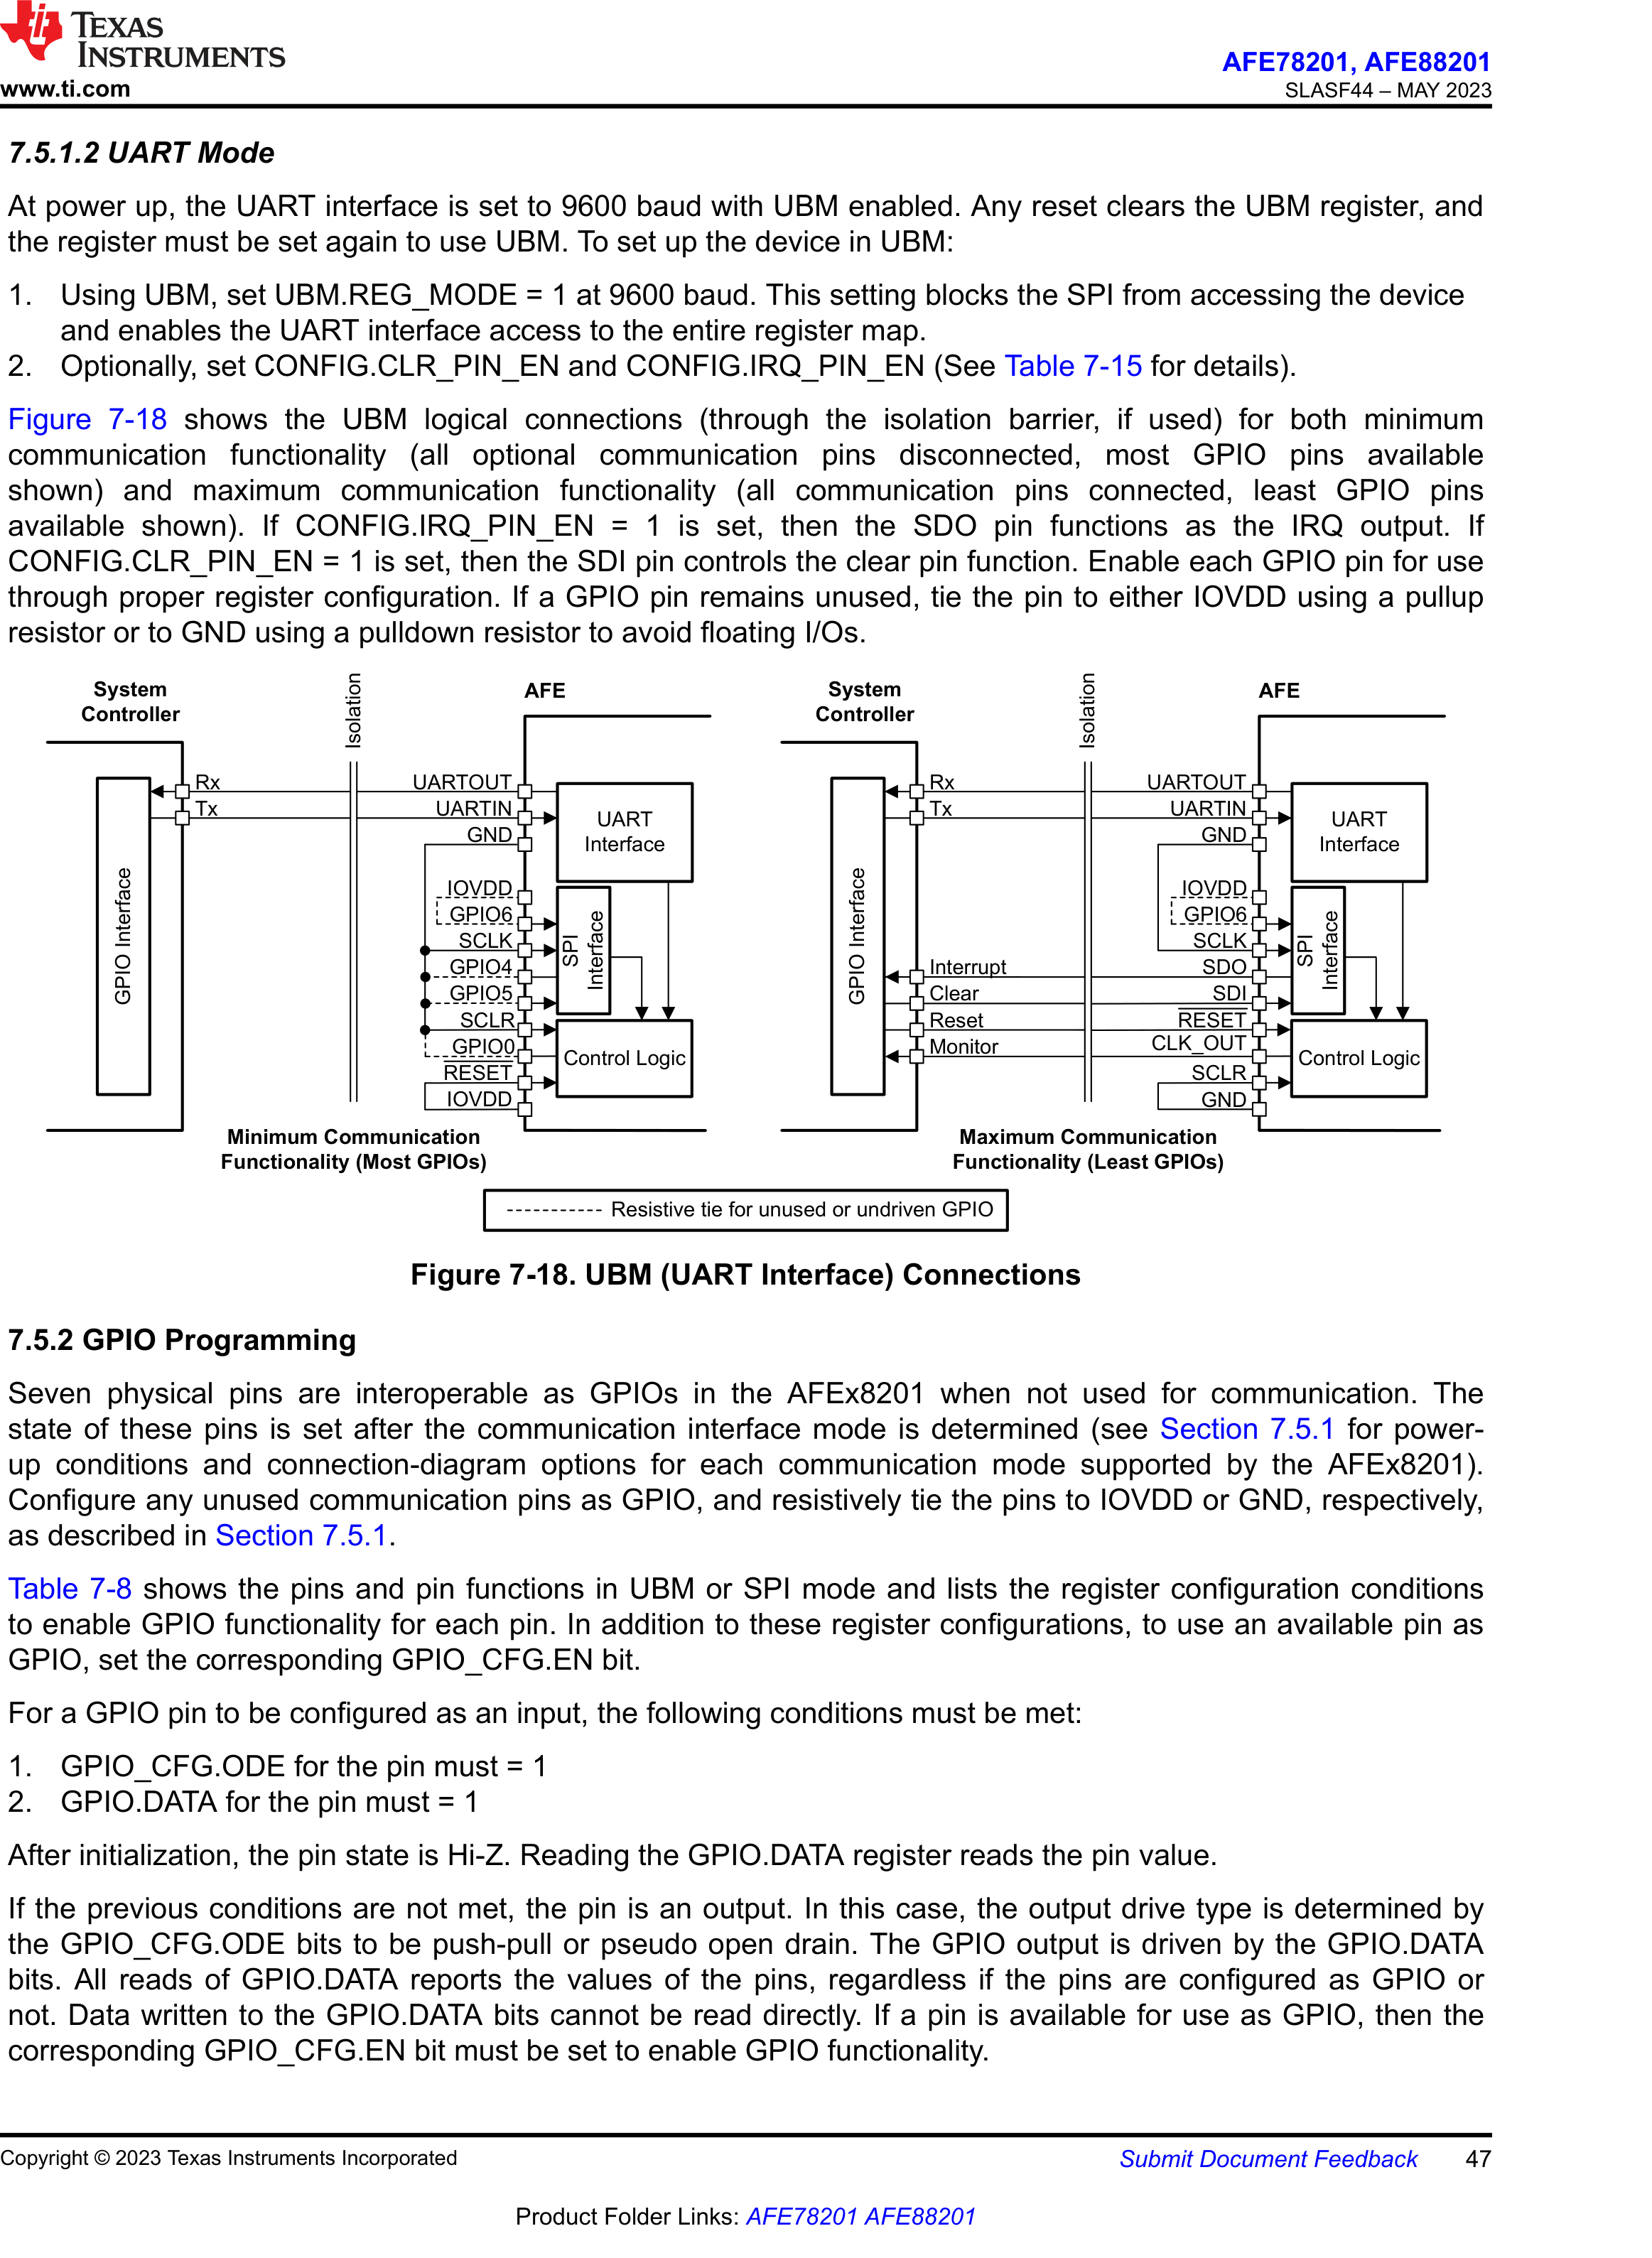 TEXAS
INSTRUMENTS
www.ti.com
AFE78201, AFE88201
SLASF44 – MAY 2023
7.5.1.2 UART Mode
At power up, the UART interface is set to 9600 baud with UBM enabled. Any reset clears the UBM register, and
the register must be set again to use UBM. To set up the device in UBM:
1. Using UBM, set UBM.REG_MODE = 1 at 9600 baud. This setting blocks the SPI from accessing the device
and enables the UART interface access to the entire register map.
2. Optionally, set CONFIG.CLR_PIN_EN and CONFIG.IRQ_PIN_EN (See Table 7-15 for details).
Figure 7-18 shows the UBM logical connections (through the isolation barrier, if used) for both minimum
communication functionality (all optional communication pins disconnected, most GPIO pins available
shown) and maximum communication functionality (all communication pins connected, least GPIO pins
available shown). If CONFIG.IRQ_PIN_EN = 1 is set, then the SDO pin functions as the IRQ output. If
CONFIG.CLR_PIN_EN = 1 is set, then the SDI pin controls the clear pin function. Enable each GPIO pin for use
through proper register configuration. If a GPIO pin remains unused, tie the pin to either IOVDD using a pullup
resistor or to GND using a pulldown resistor to avoid floating I/Os.
System
Controller
Isolation
AFE
GPIO Interface
Rx
Tx
UARTOUT
UARTIN
GND
IOVDD
GPIO6
SCLK
GPIO4
GPIO5
SCLR
GPIO0
RESET
IOVDD
UART
Interface
SPI
Interface
Control Logic
Minimum Communication
Functionality (Most GPIOs)
System
Controller
Isolation
AFE
GPIO Interface
Rx
Tx
Interrupt
Clear
Reset
Monitor
UARTOUT
UARTIN
GND
IOVDD
GPIO6
SCLK
SDO
SDI
RESET
CLK_OUT
SCLR
GND
UART
Interface
SPI
Interface
Control Logic
Maximum Communication
Functionality (Least GPIOs)
Resistive tie for unused or undriven GPIO
Figure 7-18. UBM (UART Interface) Connections
7.5.2 GPIO Programming
Seven physical pins are interoperable as GPIOs in the AFEx8201 when not used for communication. The
state of these pins is set after the communication interface mode is determined (see Section 7.5.1 for power-
up conditions and connection-diagram options for each communication mode supported by the AFEx8201).
Configure any unused communication pins as GPIO, and resistively tie the pins to IOVDD or GND, respectively,
as described in Section 7.5.1.
Table 7-8 shows the pins and pin functions in UBM or SPI mode and lists the register configuration conditions
to enable GPIO functionality for each pin. In addition to these register configurations, to use an available pin as
GPIO, set the corresponding GPIO_CFG.EN bit.
For a GPIO pin to be configured as an input, the following conditions must be met:
1. GPIO_CFG.ODE for the pin must = 1
2. GPIO.DATA for the pin must = 1
After initialization, the pin state is Hi-Z. Reading the GPIO.DATA register reads the pin value.
If the previous conditions are not met, the pin is an output. In this case, the output drive type is determined by
the GPIO_CFG.ODE bits to be push-pull or pseudo open drain. The GPIO output is driven by the GPIO.DATA
bits. All reads of GPIO.DATA reports the values of the pins, regardless if the pins are configured as GPIO or
not. Data written to the GPIO.DATA bits cannot be read directly. If a pin is available for use as GPIO, then the
corresponding GPIO_CFG.EN bit must be set to enable GPIO functionality.
Copyright © 2023 Texas Instruments Incorporated
Submit Document Feedback 47
Product Folder Links: AFE78201 AFE88201